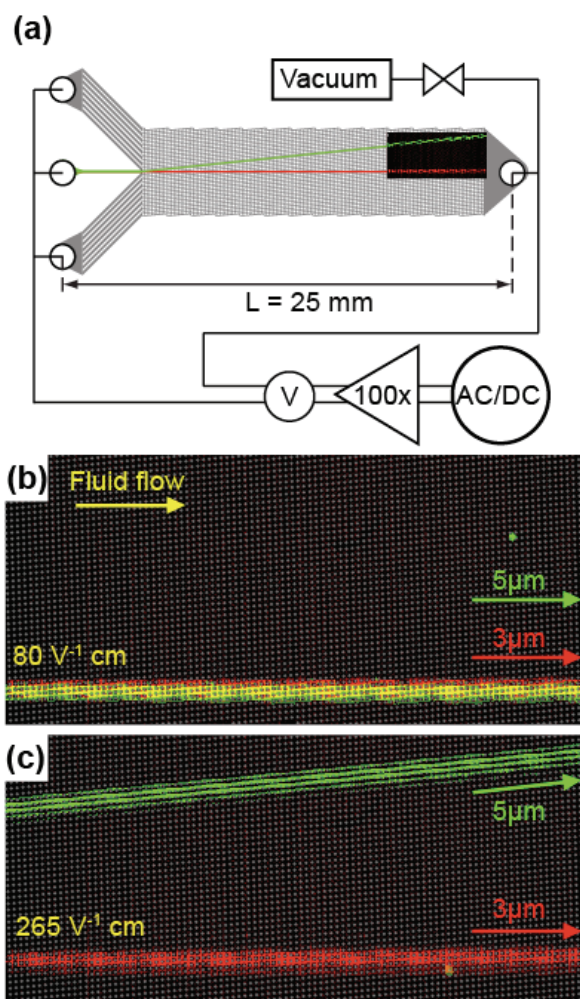 (a)
Vacuum
L = 25 mm
V
100x
AC/DC
(b)
Fluid flow
5µm
3µm
80 V⁻¹ cm
(c)
5µm
3µm
265 V⁻¹ cm